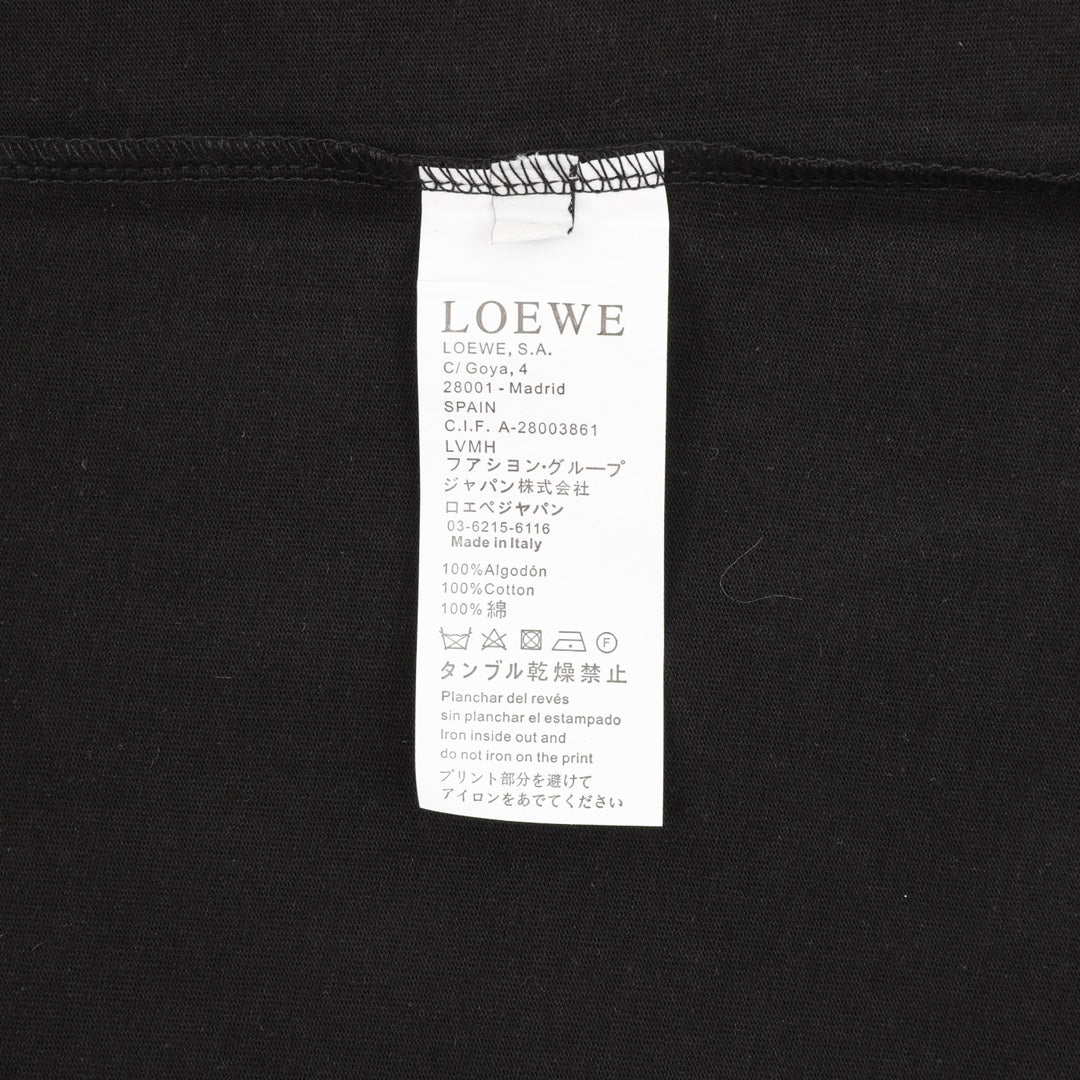 LOEWE
LOEWE, S.A.
C/ Goya, 4
28001 - Madrid
SPAIN
C.I.F. A-28003861
LVMH
フアシヨン・グループ
ジャパン株式会社
ロエベジヤパン
03-6215-6116
Made in Italy
100%Algodón
100%Cotton
100% 綿
F
タンブル乾燥禁止
Planchar del revés
sin planchar el estampado
Iron inside out and
do not iron on the print
プリント部分を避けて
アイロンをあでてください